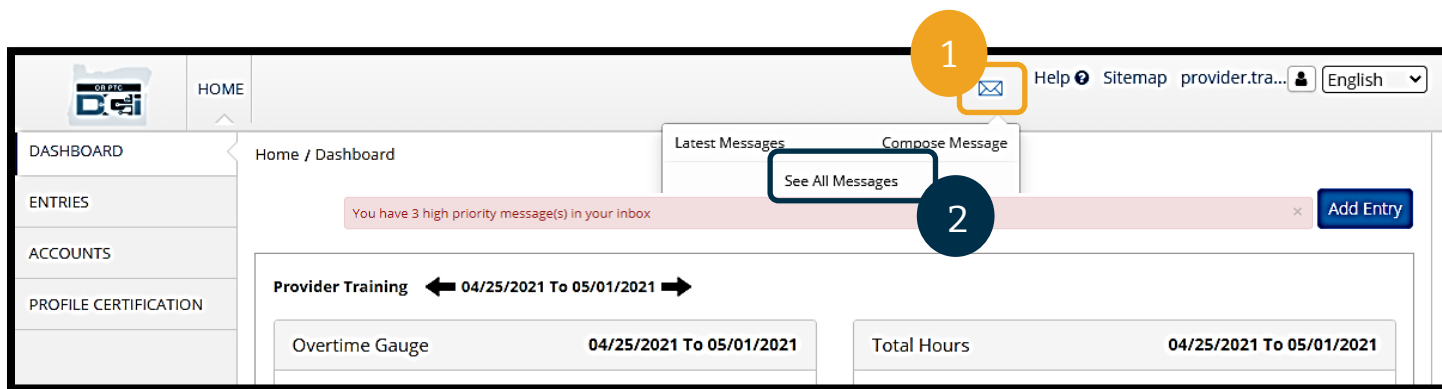 1
OR PTC
DCi
HOME
Help ? Sitemap provider.tra... English
DASHBOARD
Home / Dashboard
Latest Messages Compose Message
See All Messages
2
ENTRIES
You have 3 high priority message(s) in your inbox ×
Add Entry
ACCOUNTS
PROFILE CERTIFICATION
Provider Training 04/25/2021 To 05/01/2021
Overtime Gauge 04/25/2021 To 05/01/2021
Total Hours 04/25/2021 To 05/01/2021